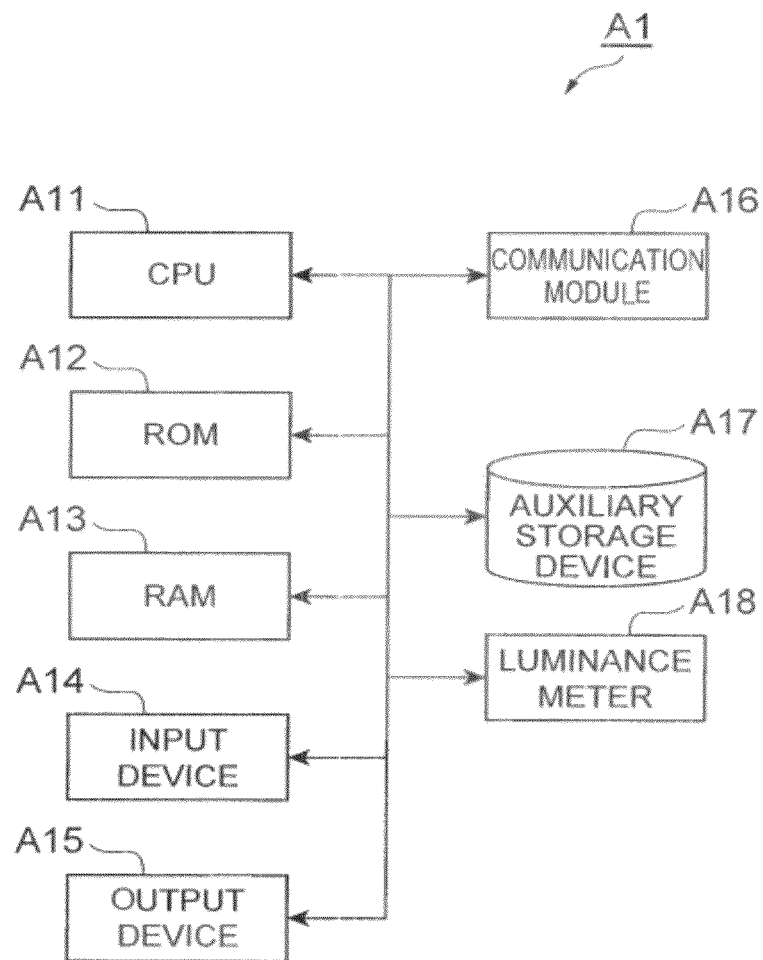 A1
A11
CPU
A16
COMMUNICATION
MODULE
A12
ROM
A17
AUXILIARY
STORAGE
DEVICE
A13
RAM
A18
LUMINANCE
METER
A14
INPUT
DEVICE
A15
OUTPUT
DEVICE